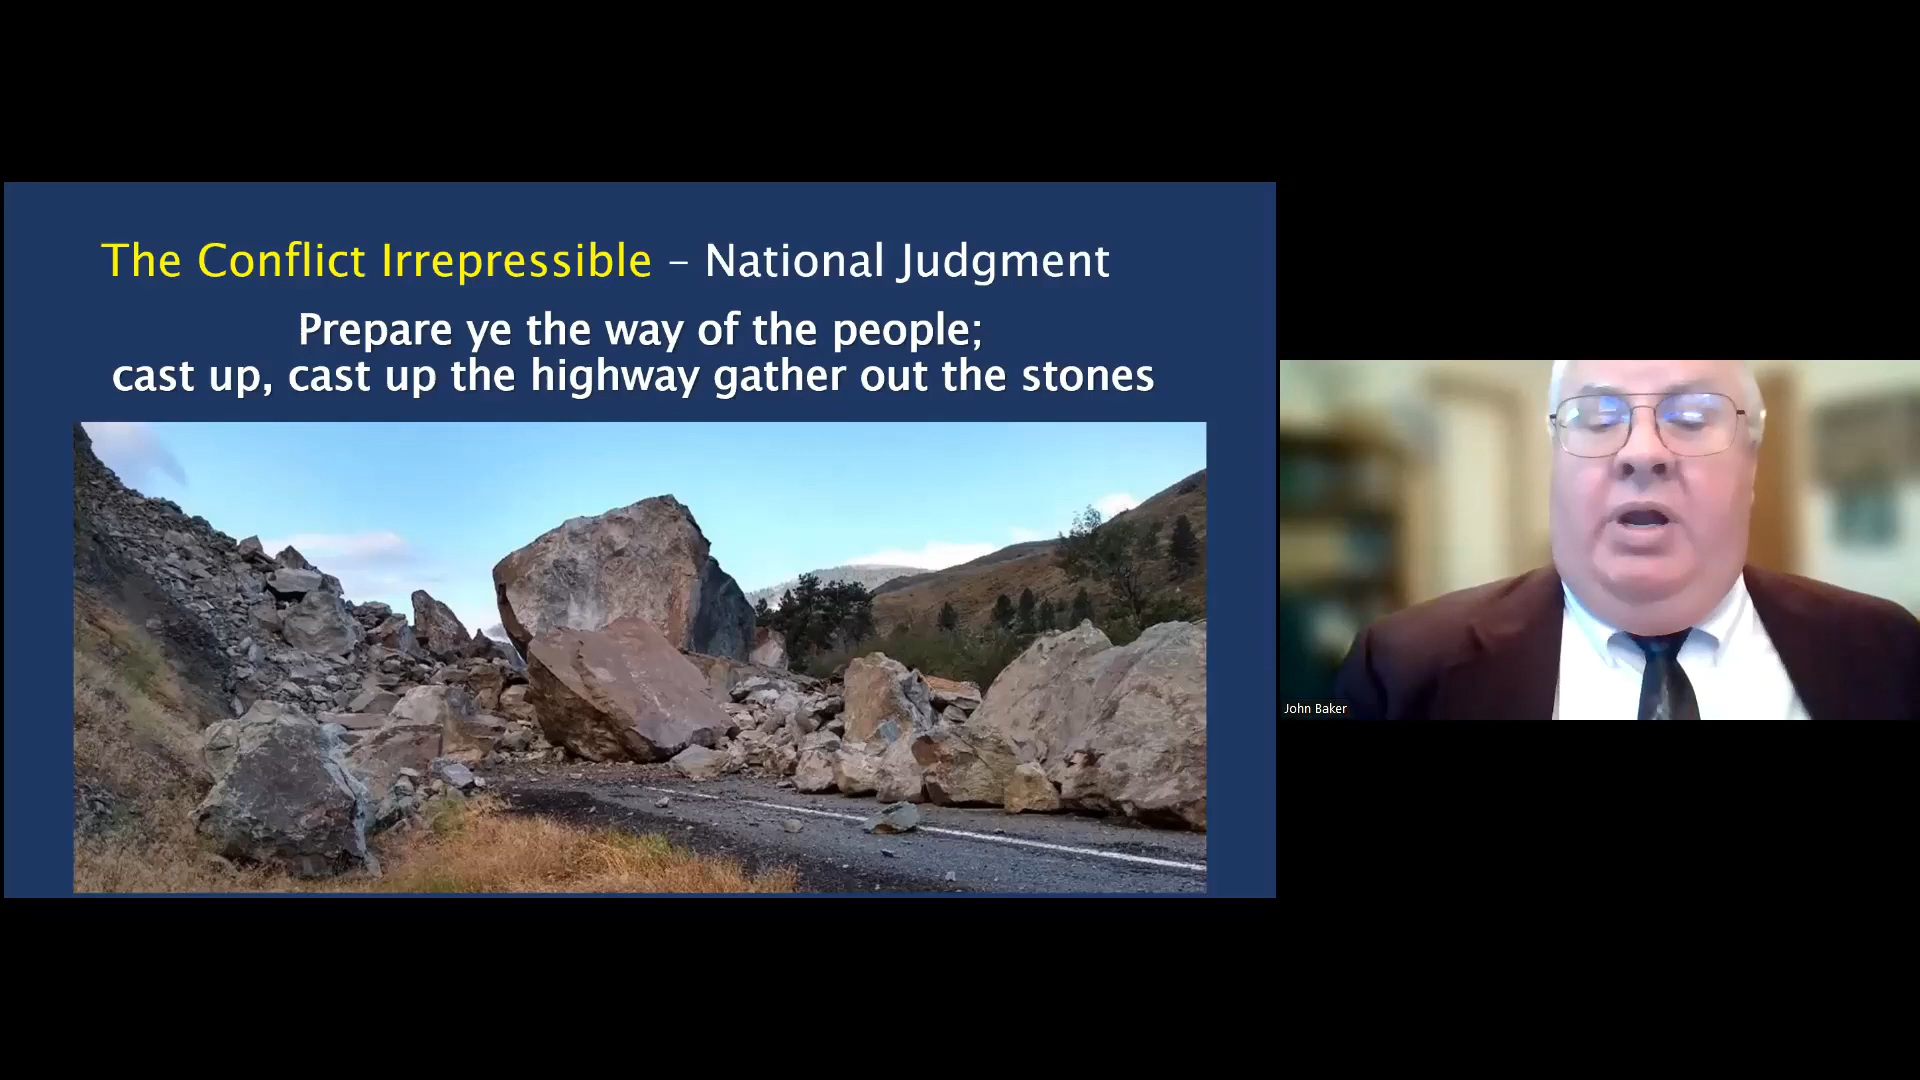 The Conflict Irrepressible – National Judgment
Prepare ye the way of the people;
cast up, cast up the highway gather out the stones
John Baker